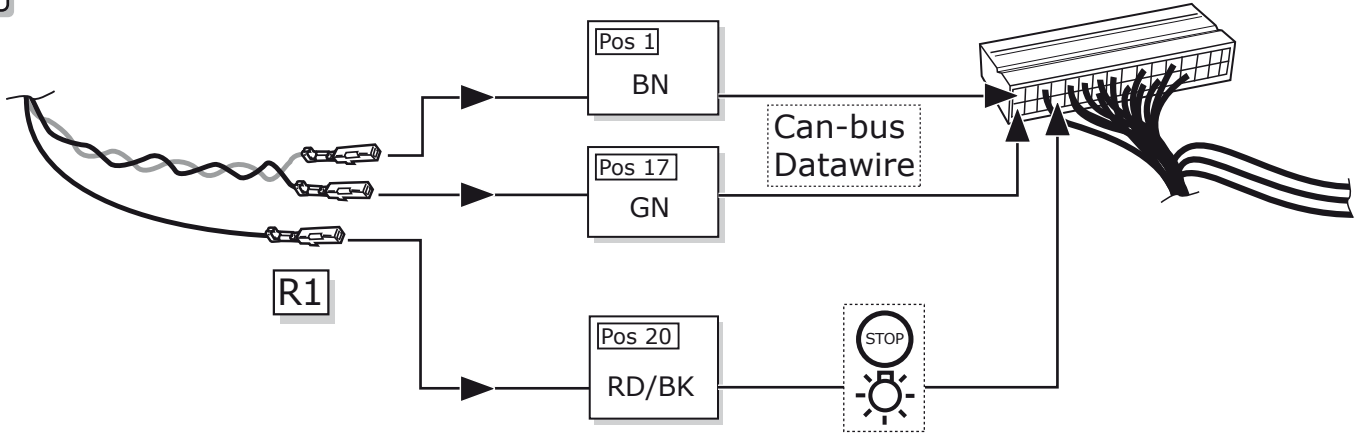 Pos 1
BN
Can-bus
Datawire
Pos 17
GN
R1
Pos 20
RD/BK
STOP